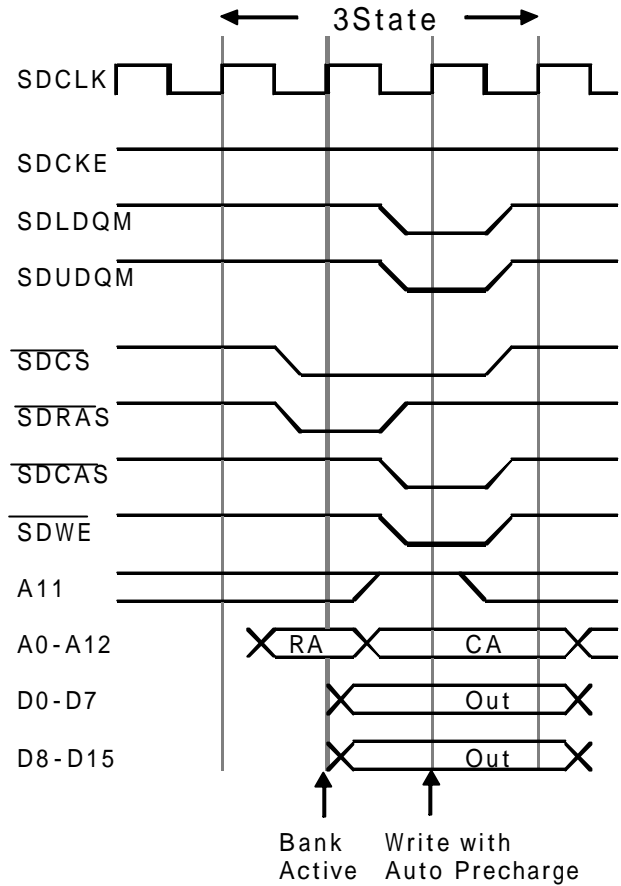 3State
SDCLK
SDCKE
SDLDQM
SDUDQM
SDCS
SDRAS
SDCAS
SDWE
A11
A0-A12 RA CA
D0-D7 Out
D8-D15 Out
Bank Active
Write with Auto Precharge